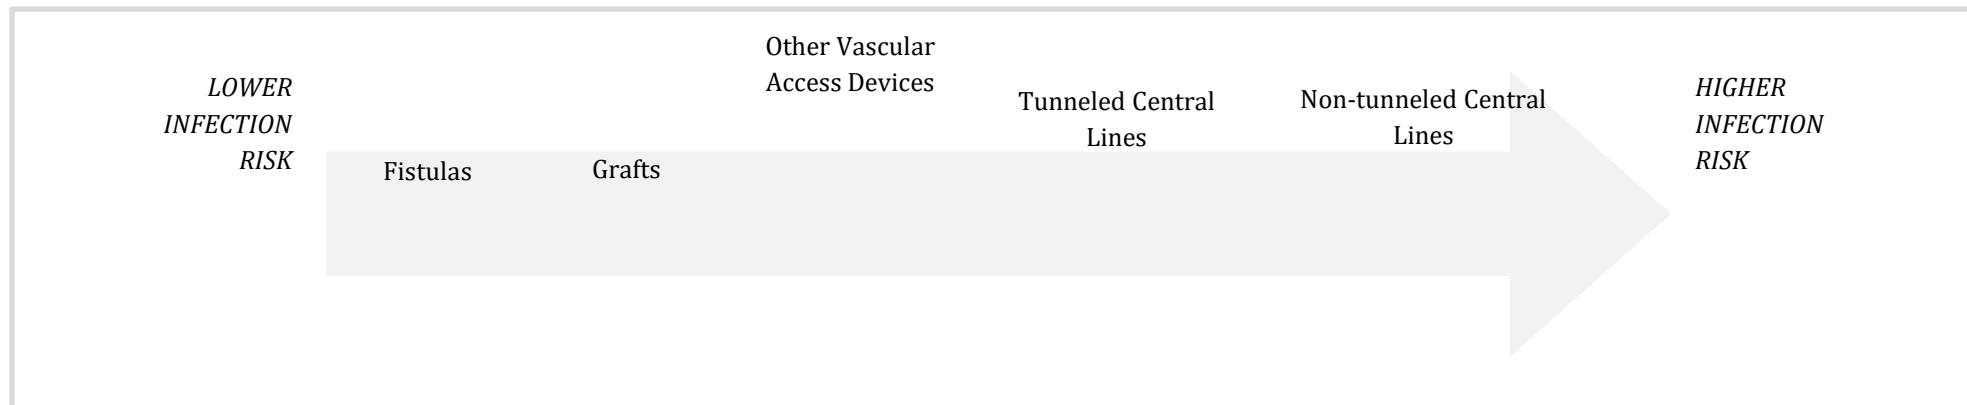 LOWER
INFECTION
RISK
Fistulas
Grafts
Other Vascular
Access Devices
Tunneled Central
Lines
Non-tunneled Central
Lines
HIGHER
INFECTION
RISK